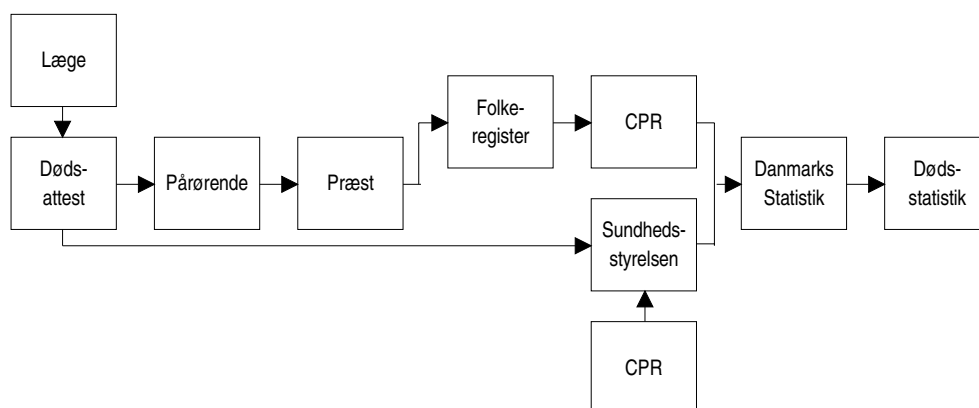 Læge
Døds-
attest
Pårørende
Præst
Folke-
register
CPR
Sundheds-
styrelsen
CPR
Danmarks
Statistik
Døds-
statistik